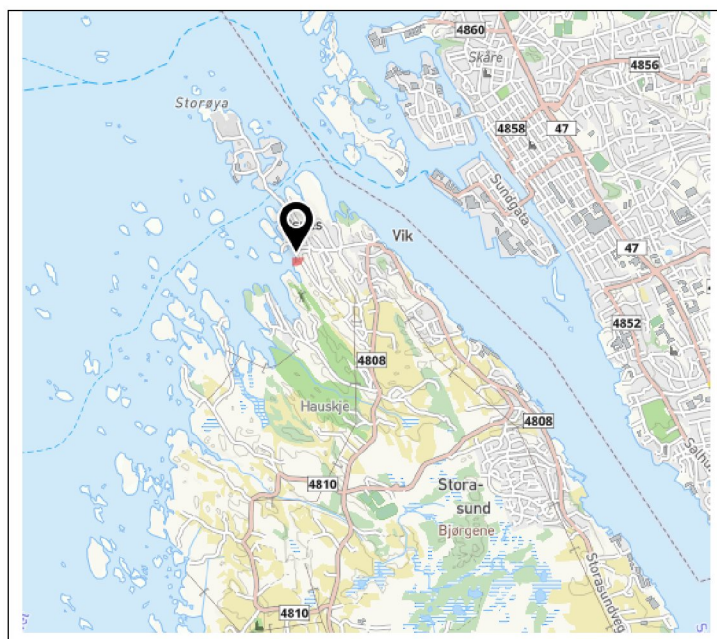 4860
Skåre
4856
Storøya
4858
47
Sundgata
Vik
47
4852
4808
Hauskje
4808
Salhu
4810
Stora-
sund
Bjørgene
Storasundveg
4810